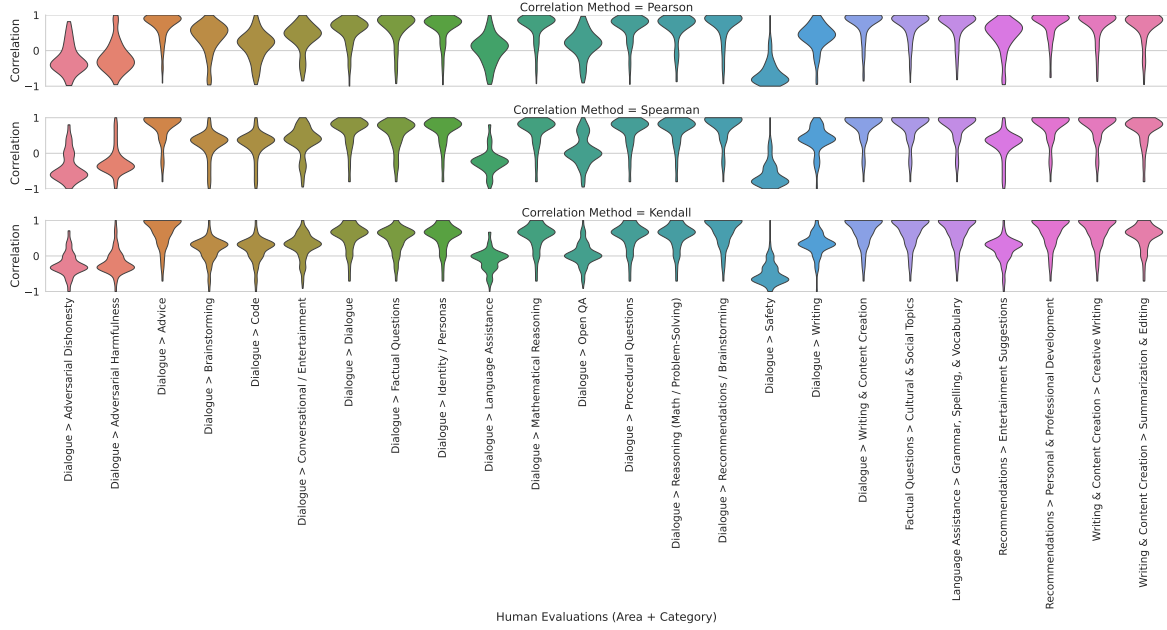 Correlation Method = Pearson
Correlation
1
0
−1
Correlation Method = Spearman
Correlation
1
0
−1
Correlation Method = Kendall
Correlation
1
0
−1
Dialogue > Adversarial Dishonesty
Dialogue > Adversarial Harmfulness
Dialogue > Advice
Dialogue > Brainstorming
Dialogue > Code
Dialogue > Conversational / Entertainment
Dialogue > Dialogue
Dialogue > Factual Questions
Dialogue > Identity / Personas
Dialogue > Language Assistance
Dialogue > Mathematical Reasoning
Dialogue > Open QA
Dialogue > Procedural Questions
Dialogue > Reasoning (Math / Problem-Solving)
Dialogue > Recommendations / Brainstorming
Dialogue > Safety
Dialogue > Writing
Dialogue > Writing & Content Creation
Factual Questions > Cultural & Social Topics
Language Assistance > Grammar, Spelling, & Vocabulary
Recommendations > Entertainment Suggestions
Recommendations > Personal & Professional Development
Writing & Content Creation > Creative Writing
Writing & Content Creation > Summarization & Editing
Human Evaluations (Area + Category)